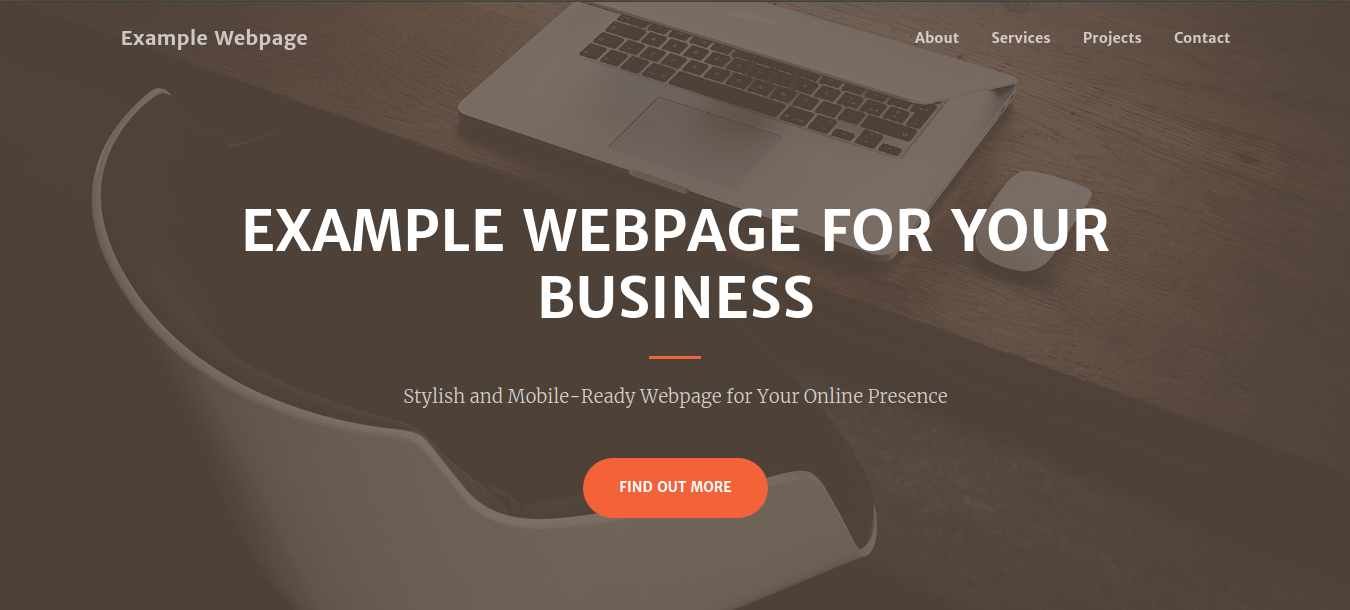 Example Webpage
About Services Projects Contact
EXAMPLE WEBPAGE FOR YOUR
BUSINESS
Stylish and Mobile-Ready Webpage for Your Online Presence
FIND OUT MORE